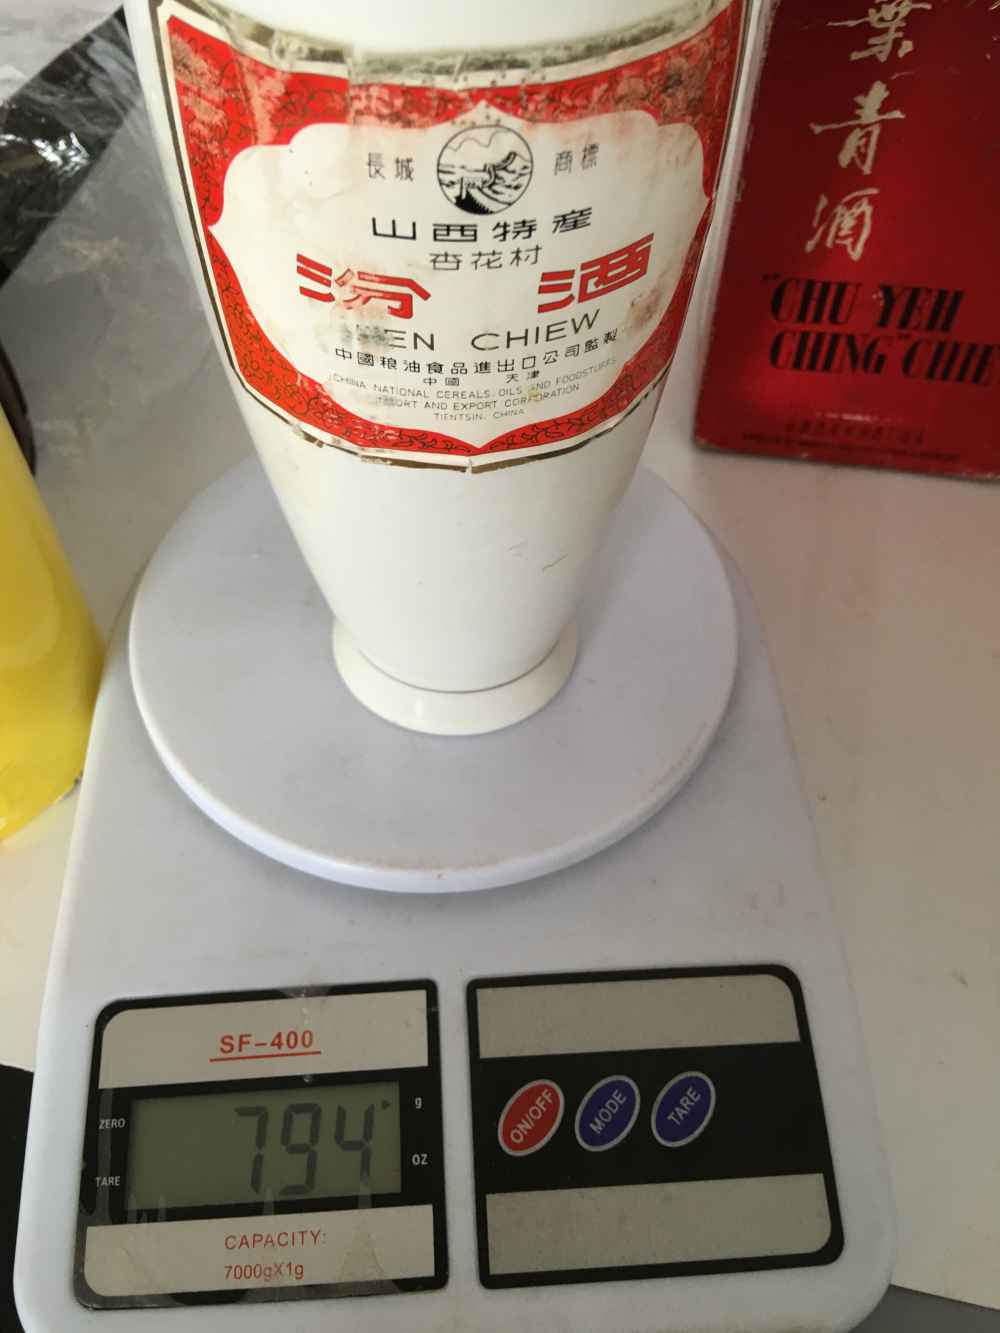 長城 商標
山西特產
杏花村
汾酒
EN CHIEW
中國粮油食品進出口公司監製
中國 天津
CHINA NATIONAL CEREALS, OILS AND FOODSTUFFS
IMPORT AND EXPORT CORPORATION
TIENTSIN, CHINA
葉青酒
"CHU YEH
CHING" CHIE
SF-400
ZERO
TARE
794
g
OZ
CAPACITY:
7000gX1g
ON/OFF
MODE
TARE